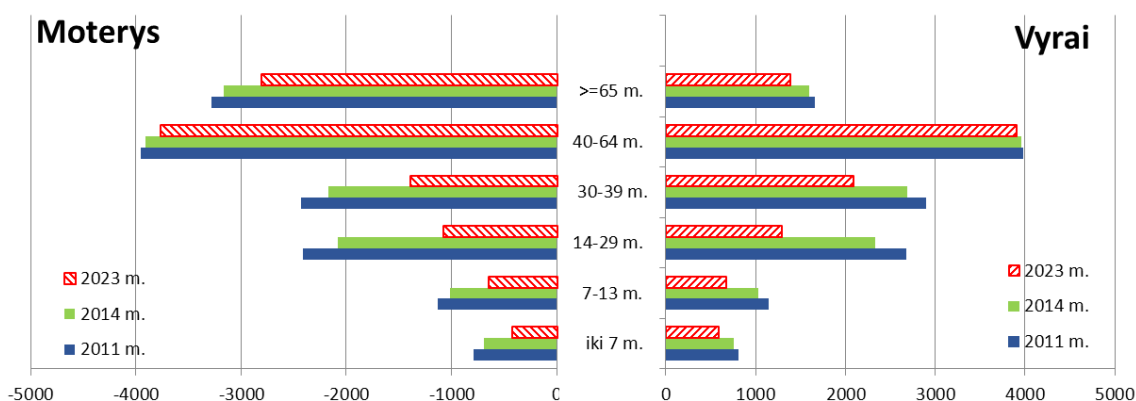 Moterys
Vyrai
>=65 m.
40-64 m.
30-39 m.
14-29 m.
7-13 m.
iki 7 m.
2023 m.
2014 m.
2011 m.
2023 m.
2014 m.
2011 m.
-5000 -4000 -3000 -2000 -1000 0
0 1000 2000 3000 4000 5000